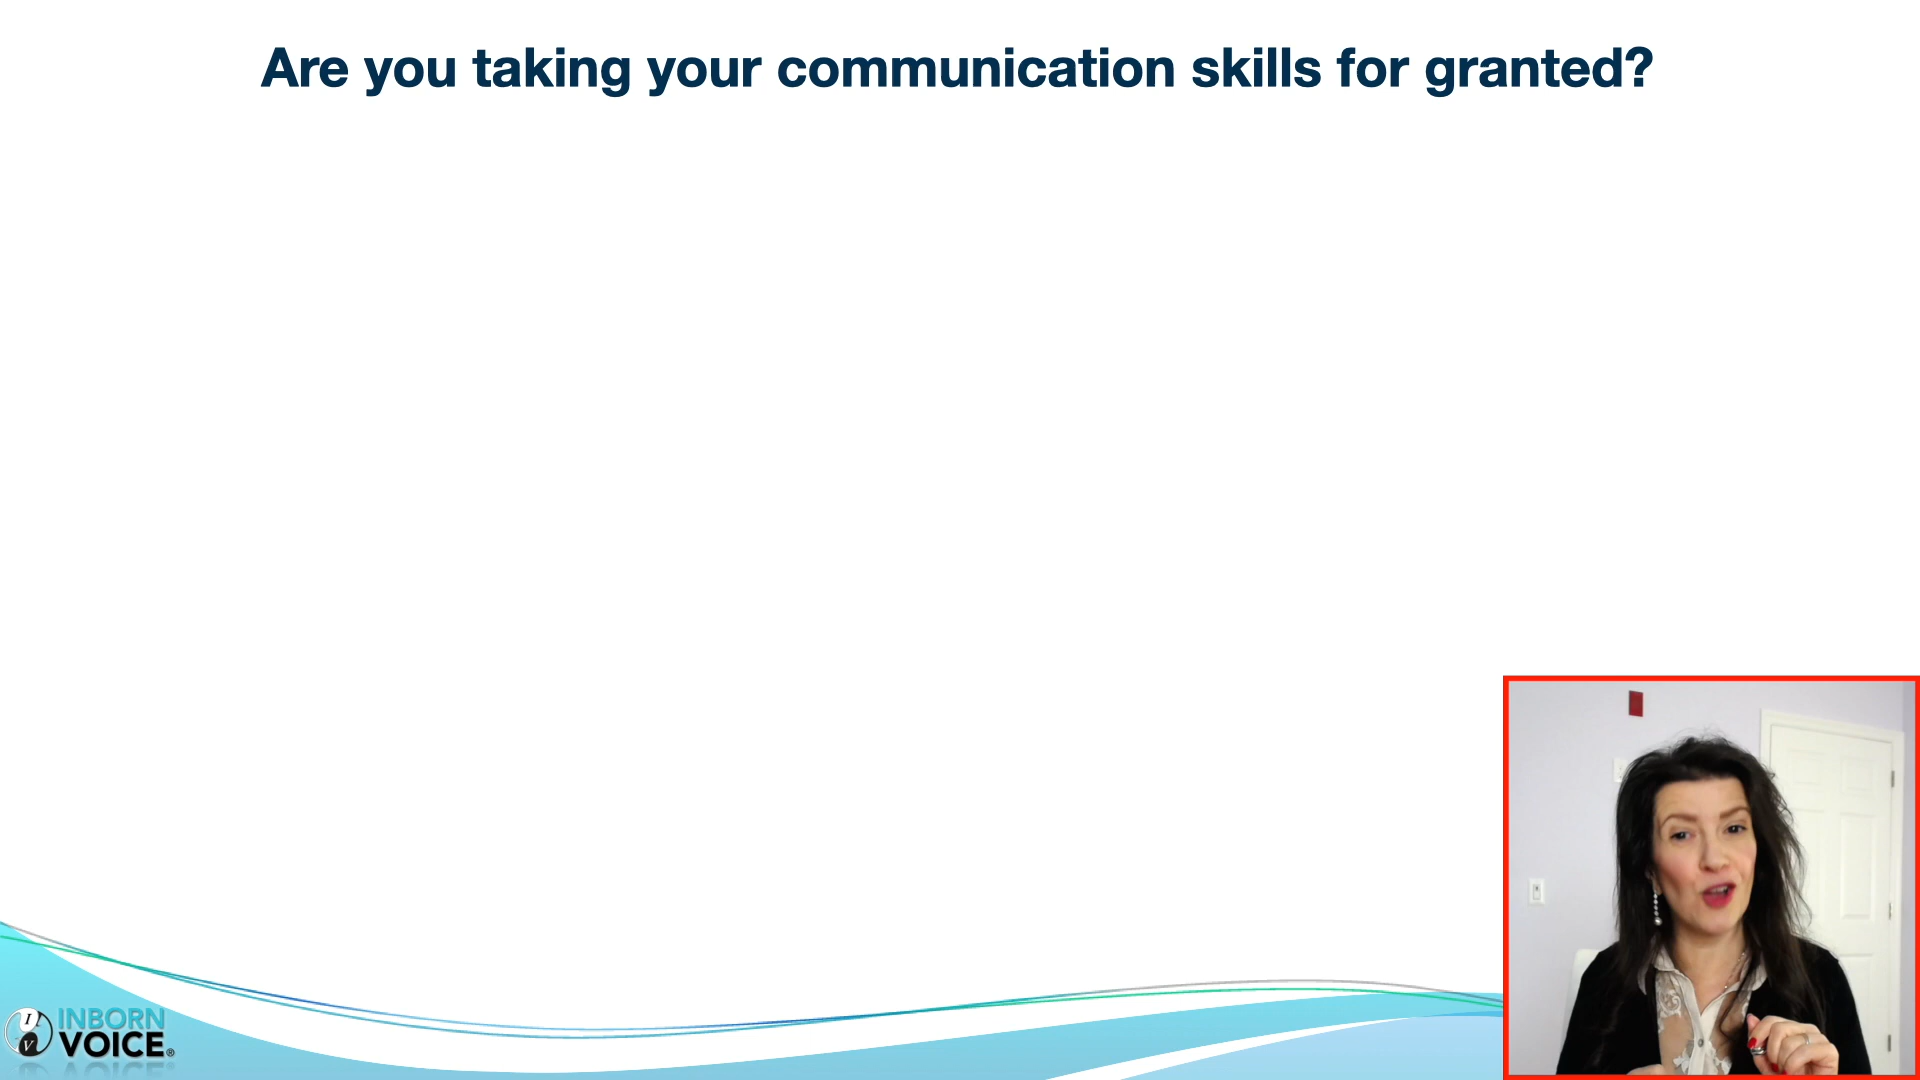 Are you taking your communication skills for granted?
I
V
INBORN
VOICE®